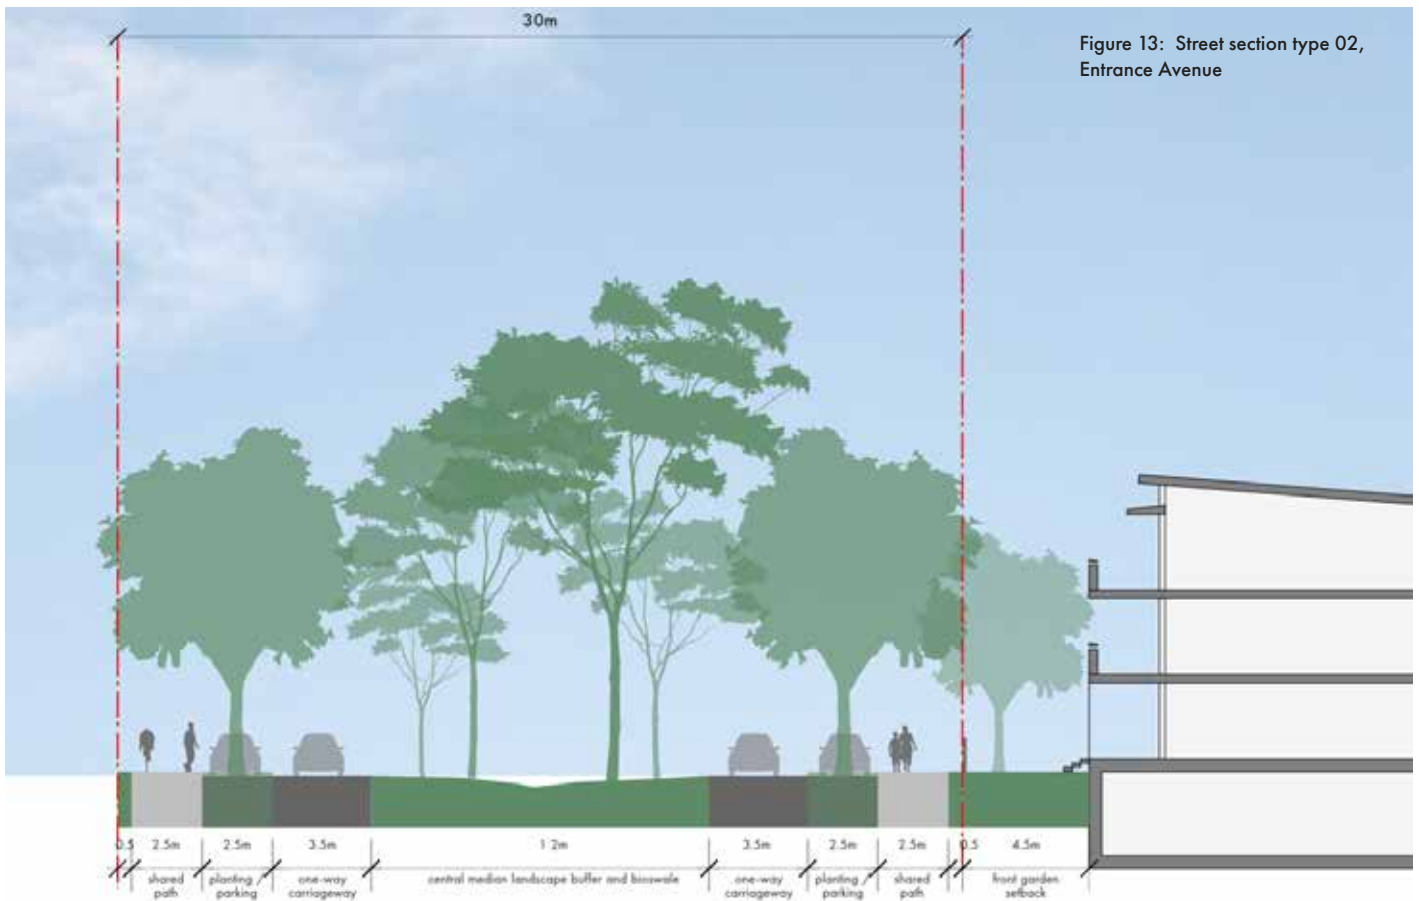 30m
Figure 13: Street section type 02,
Entrance Avenue
0.5 2.5m 2.5m 3.5m 12m 3.5m 2.5m 2.5m 0.5 4.5m
shared path
planting / parking
one-way carriageway
central median landscape buffer and bioswale
one-way carriageway
planting / parking
shared path
front garden setback